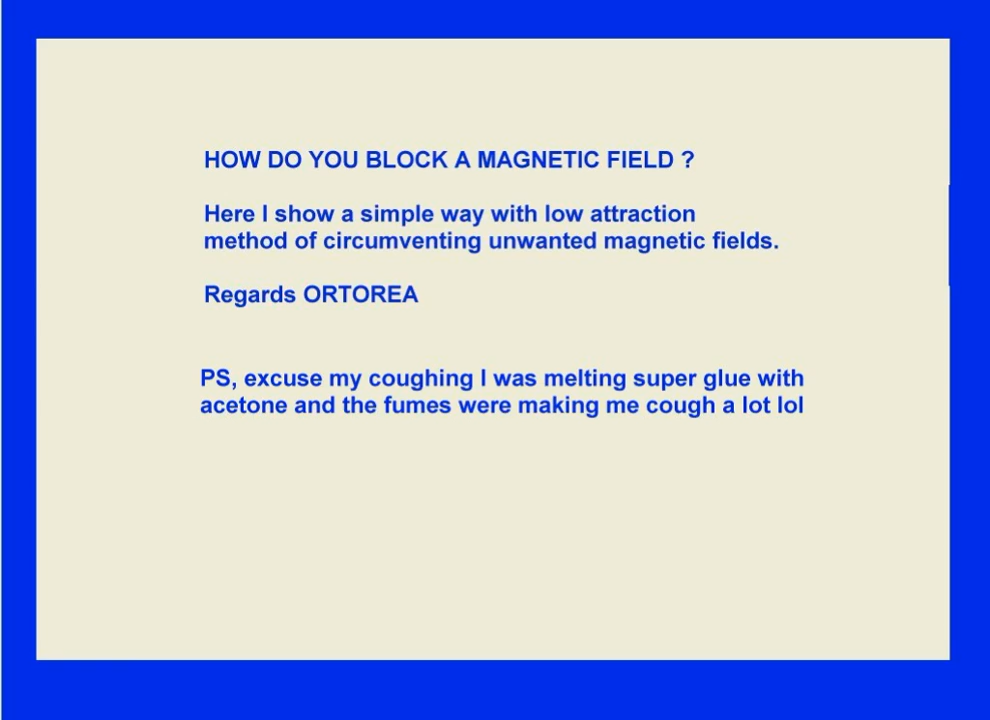 HOW DO YOU BLOCK A MAGNETIC FIELD ?
Here I show a simple way with low attraction
method of circumventing unwanted magnetic fields.
Regards ORTOREA
PS, excuse my coughing I was melting super glue with
acetone and the fumes were making me cough a lot lol